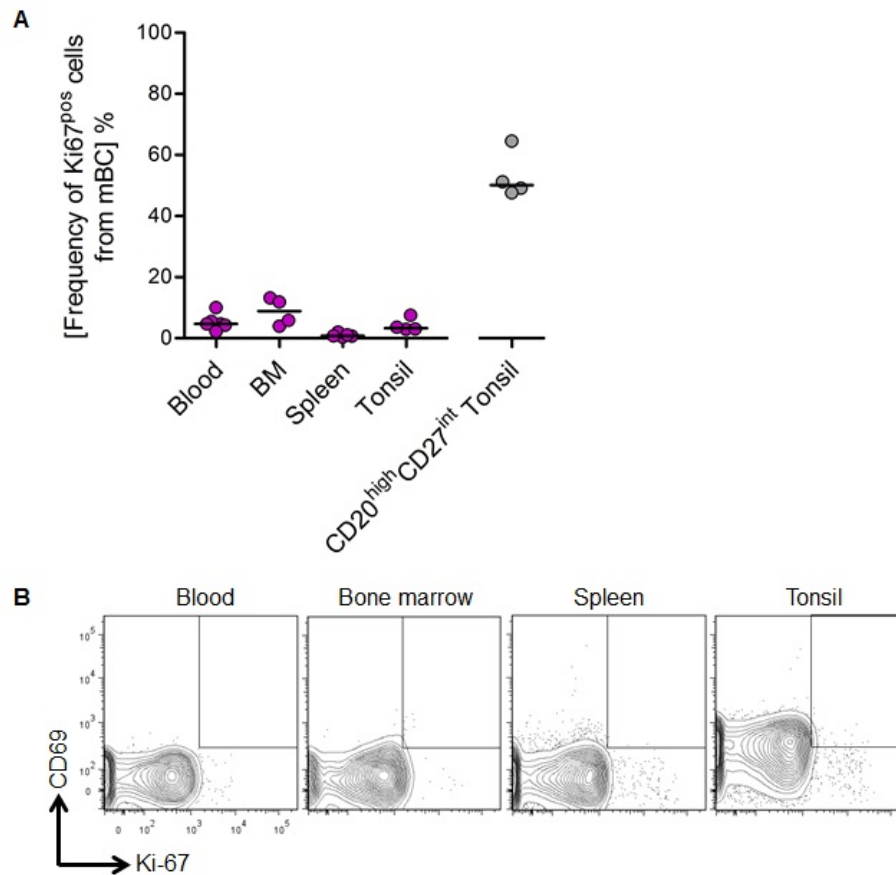 A
[Frequency of Ki67pos cells
from mBC] %
100
80
60
40
20
0
Blood
BM
Spleen
Tonsil
CD20highCD27int Tonsil
B
Blood
Bone marrow
Spleen
Tonsil
CD69
10^5
10^4
10^3
10^2
0
0 10^2 10^3 10^4 10^5
Ki-67